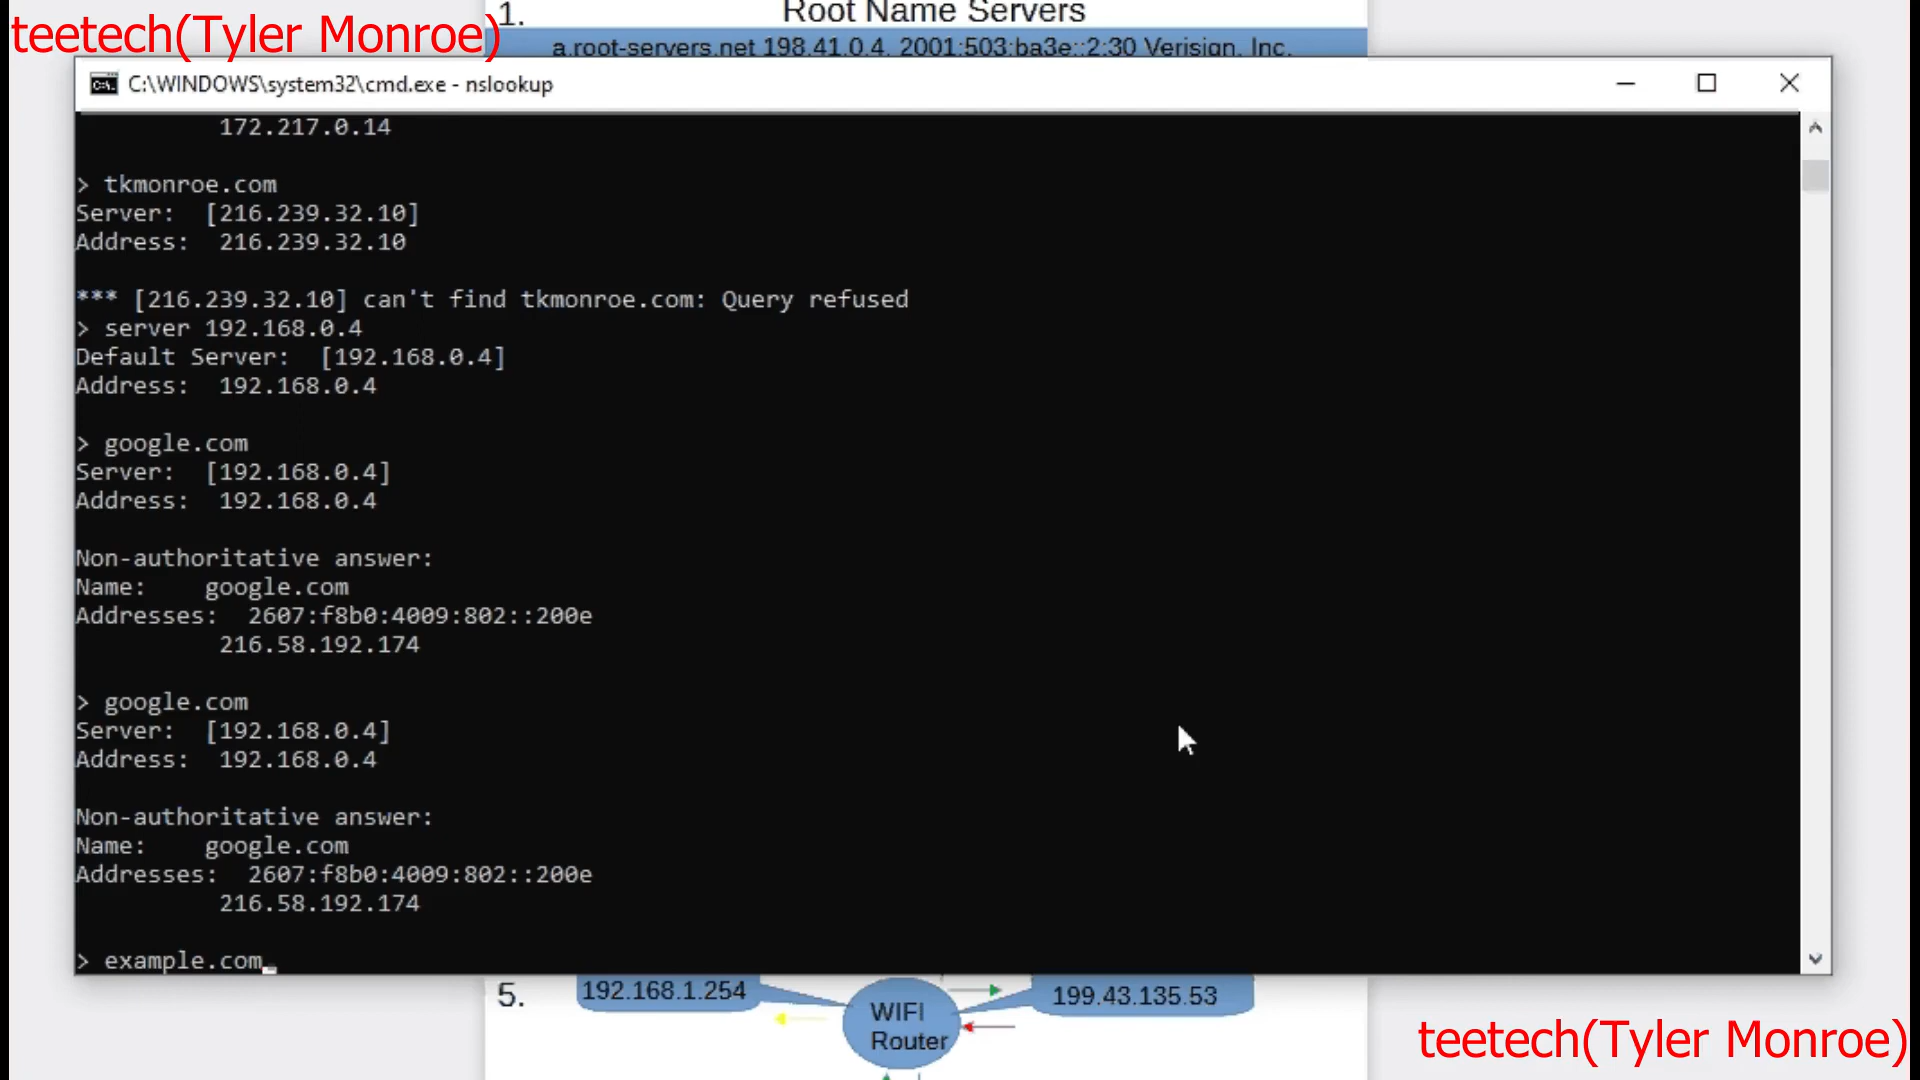 teetech(Tyler Monroe)
1.
Root Name Servers
a.root-servers.net 198.41.0.4, 2001:503:ba3e::2:30 Verisign, Inc.
C:\WINDOWS\system32\cmd.exe - nslookup
172.217.0.14
> tkmonroe.com
Server:  [216.239.32.10]
Address:  216.239.32.10
*** [216.239.32.10] can't find tkmonroe.com: Query refused
> server 192.168.0.4
Default Server:  [192.168.0.4]
Address:  192.168.0.4
> google.com
Server:  [192.168.0.4]
Address:  192.168.0.4
Non-authoritative answer:
Name:    google.com
Addresses:  2607:f8b0:4009:802::200e
216.58.192.174
> google.com
Server:  [192.168.0.4]
Address:  192.168.0.4
Non-authoritative answer:
Name:    google.com
Addresses:  2607:f8b0:4009:802::200e
216.58.192.174
> example.com
5.
192.168.1.254
WIFI
Router
199.43.135.53
teetech(Tyler Monroe)